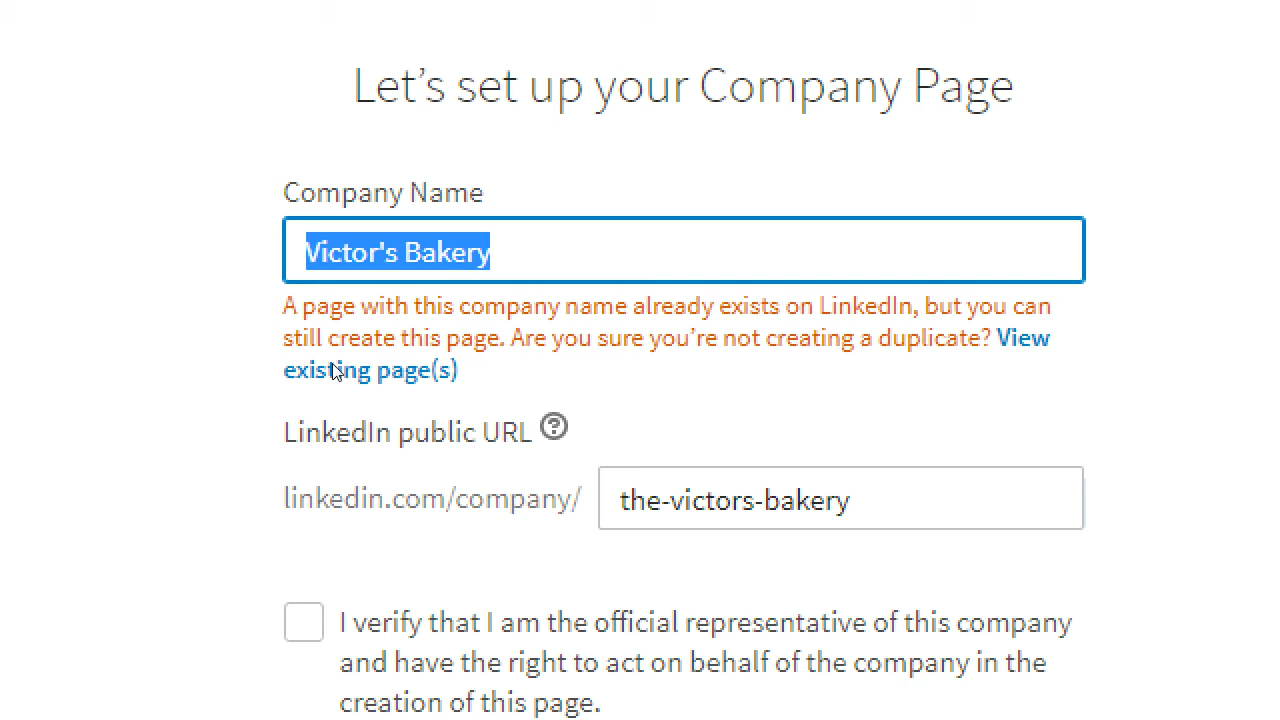 Let’s set up your Company Page
Company Name
Victor's Bakery
A page with this company name already exists on LinkedIn, but you can
still create this page. Are you sure you’re not creating a duplicate? View
existing page(s)
LinkedIn public URL ?
linkedin.com/company/ the-victors-bakery
I verify that I am the official representative of this company
and have the right to act on behalf of the company in the
creation of this page.